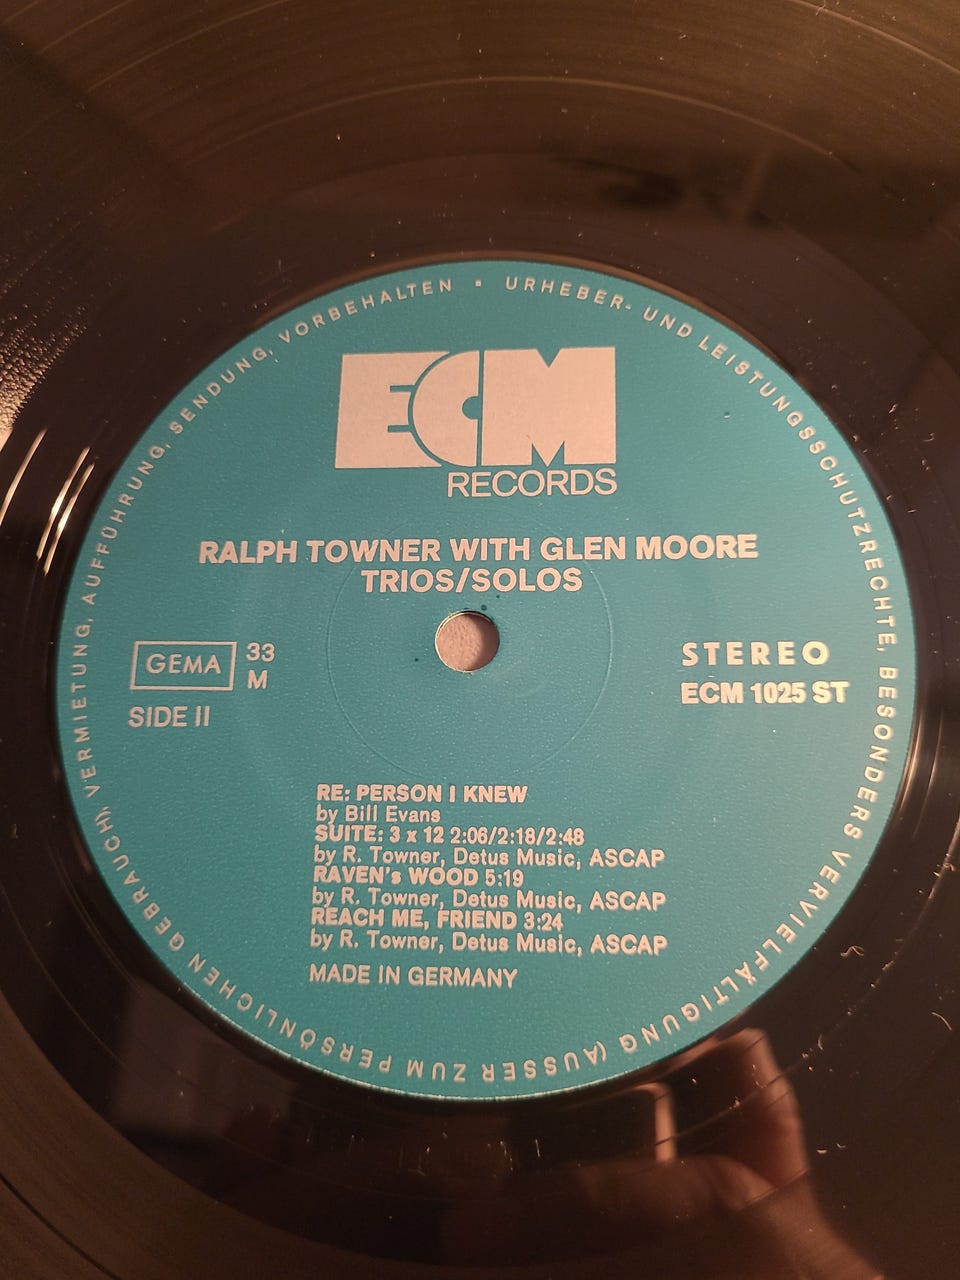 URHEBER- UND LEISTUNGSSCHUTZRECHTE, BESONDERS VERVIELFÄLTIGUNG (AUSSER ZUM PERSÖNLICHEN GEBRAUCH), VERMIETUNG, AUFFÜHRUNG, SENDUNG, VORBEHALTEN
ECM
RECORDS
RALPH TOWNER WITH GLEN MOORE
TRIOS/SOLOS
GEMA 33
M
SIDE II
STEREO
ECM 1025 ST
RE: PERSON I KNEW
by Bill Evans
SUITE: 3 x 12 2:06/2:18/2:48
by R. Towner, Detus Music, ASCAP
RAVEN's WOOD 5:19
by R. Towner, Detus Music, ASCAP
REACH ME, FRIEND 3:24
by R. Towner, Detus Music, ASCAP
MADE IN GERMANY